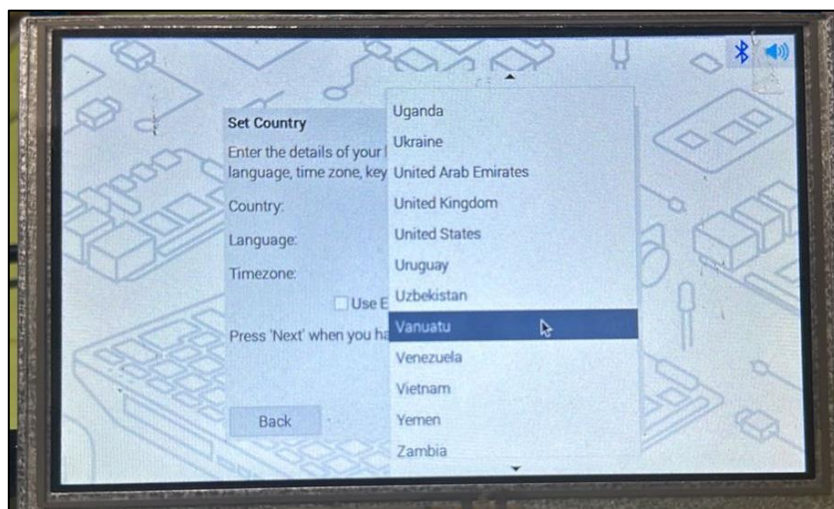 Set Country
Enter the details of your l
language, time zone, key
Country:
Language:
Timezone:
Use E
Press 'Next' when you ha
Back
Uganda
Ukraine
United Arab Emirates
United Kingdom
United States
Uruguay
Uzbekistan
Vanuatu
Venezuela
Vietnam
Yemen
Zambia